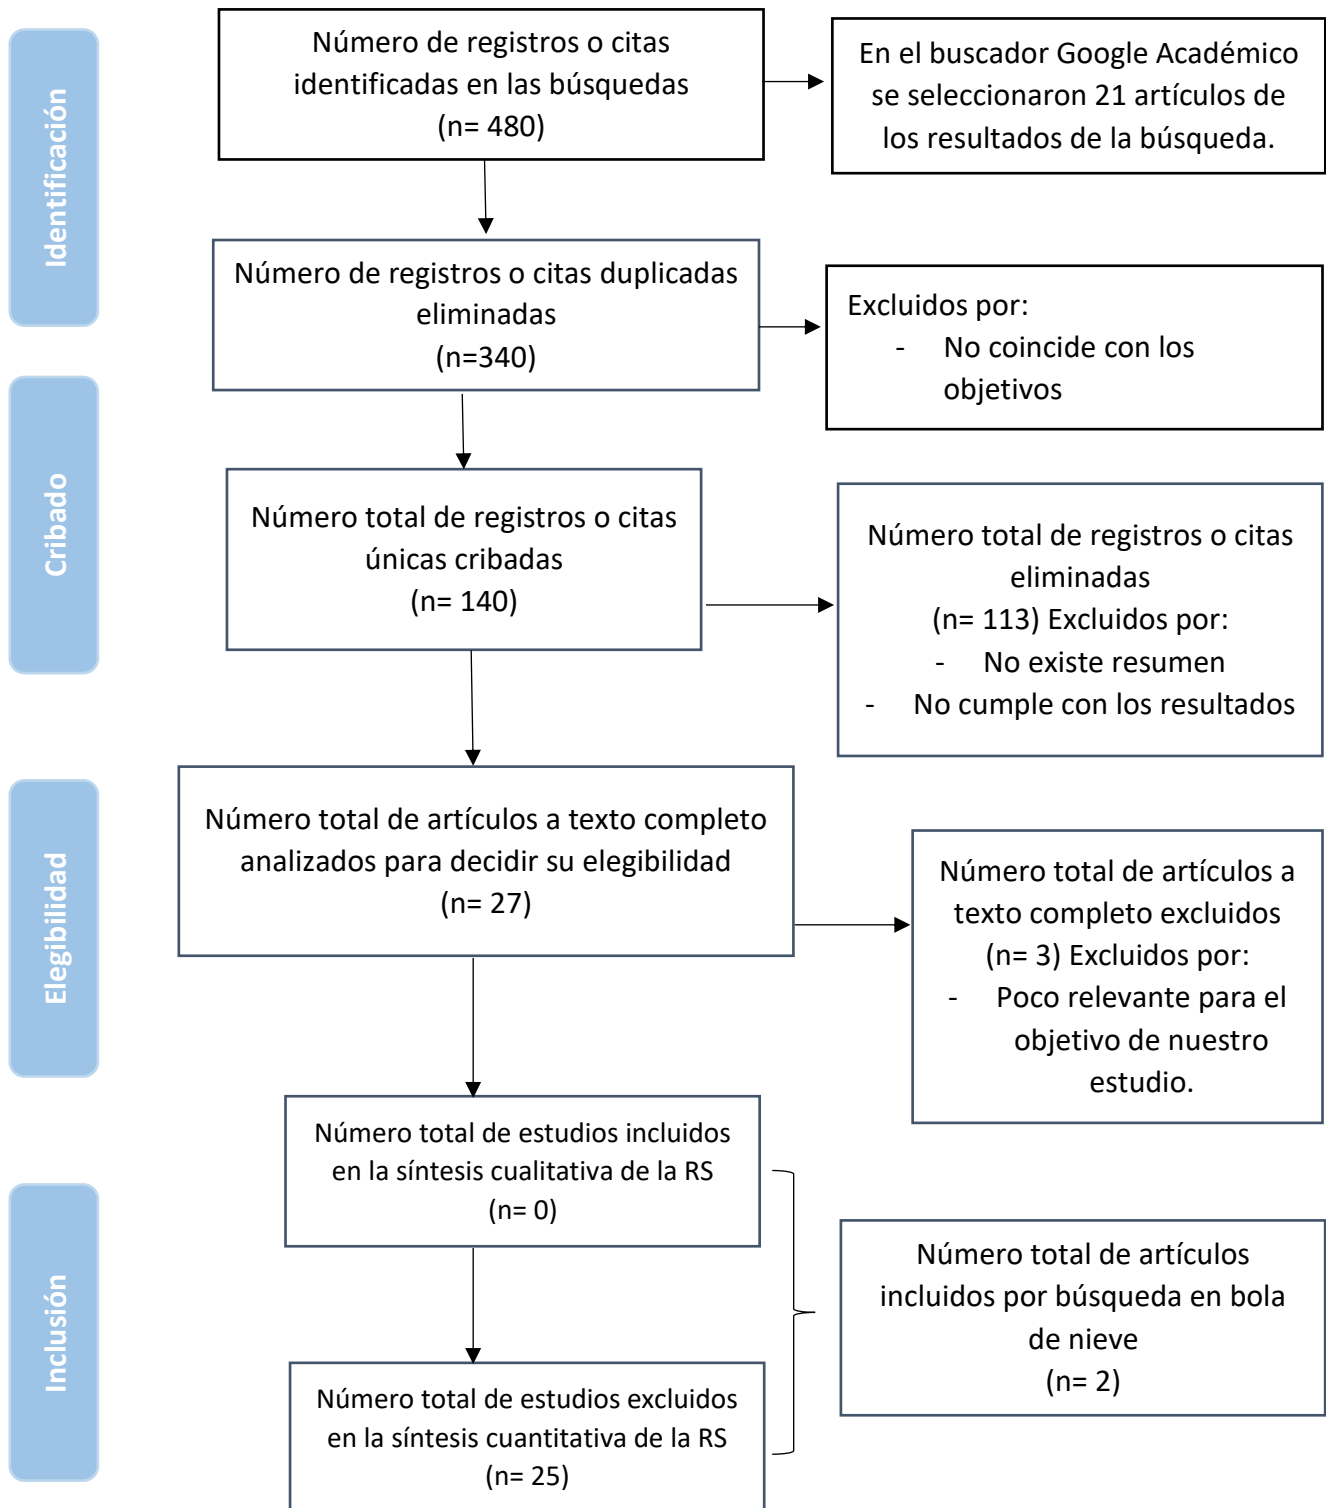 Identificación
Número de registros o citas
identificadas en las búsquedas
(n= 480)
En el buscador Google Académico
se seleccionaron 21 artículos de
los resultados de la búsqueda.
Número de registros o citas duplicadas
eliminadas
(n=340)
Excluidos por:
- No coincide con los
objetivos
Cribado
Número total de registros o citas
únicas cribadas
(n= 140)
Número total de registros o citas
eliminadas
(n= 113) Excluidos por:
- No existe resumen
- No cumple con los resultados
Elegibilidad
Número total de artículos a texto completo
analizados para decidir su elegibilidad
(n= 27)
Número total de artículos a
texto completo excluidos
(n= 3) Excluidos por:
- Poco relevante para el
objetivo de nuestro
estudio.
Inclusión
Número total de estudios incluidos
en la síntesis cualitativa de la RS
(n= 0)
Número total de artículos
incluidos por búsqueda en bola
de nieve
(n= 2)
Número total de estudios excluidos
en la síntesis cuantitativa de la RS
(n= 25)